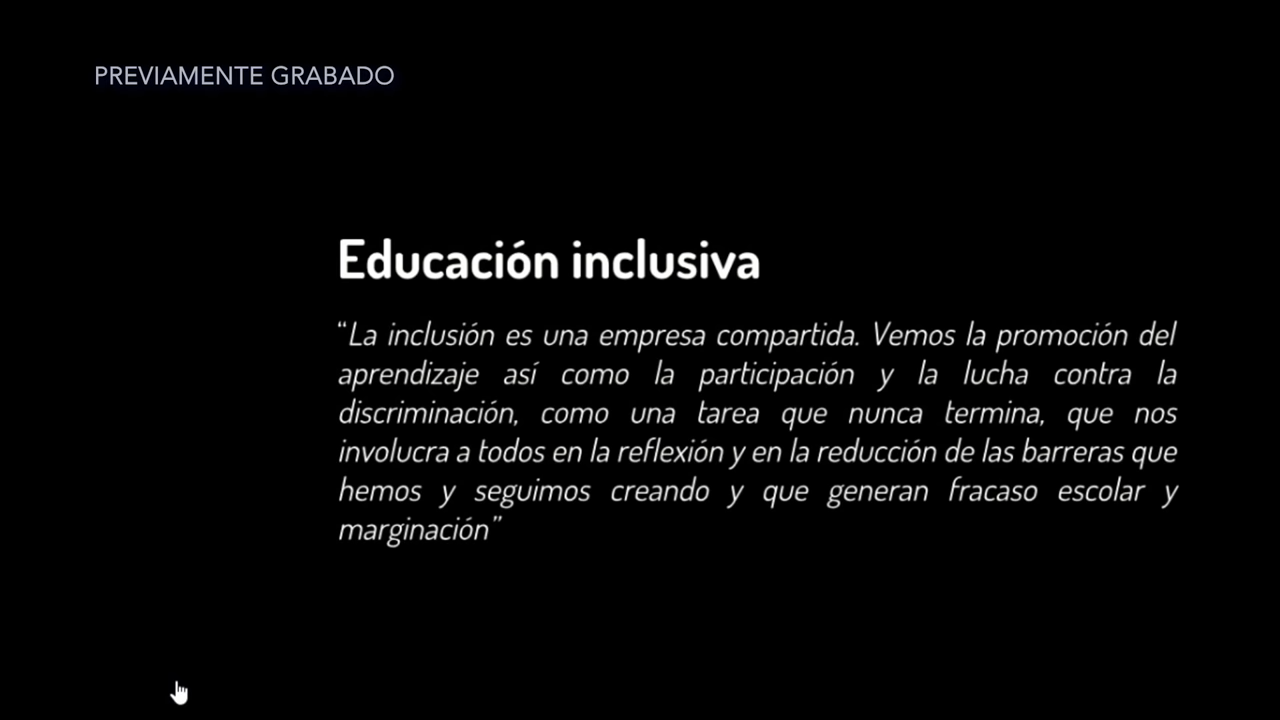 PREVIAMENTE GRABADO
Educación inclusiva
“La inclusión es una empresa compartida. Vemos la promoción del
aprendizaje así como la participación y la lucha contra la
discriminación, como una tarea que nunca termina, que nos
involucra a todos en la reflexión y en la reducción de las barreras que
hemos y seguimos creando y que generan fracaso escolar y
marginación”